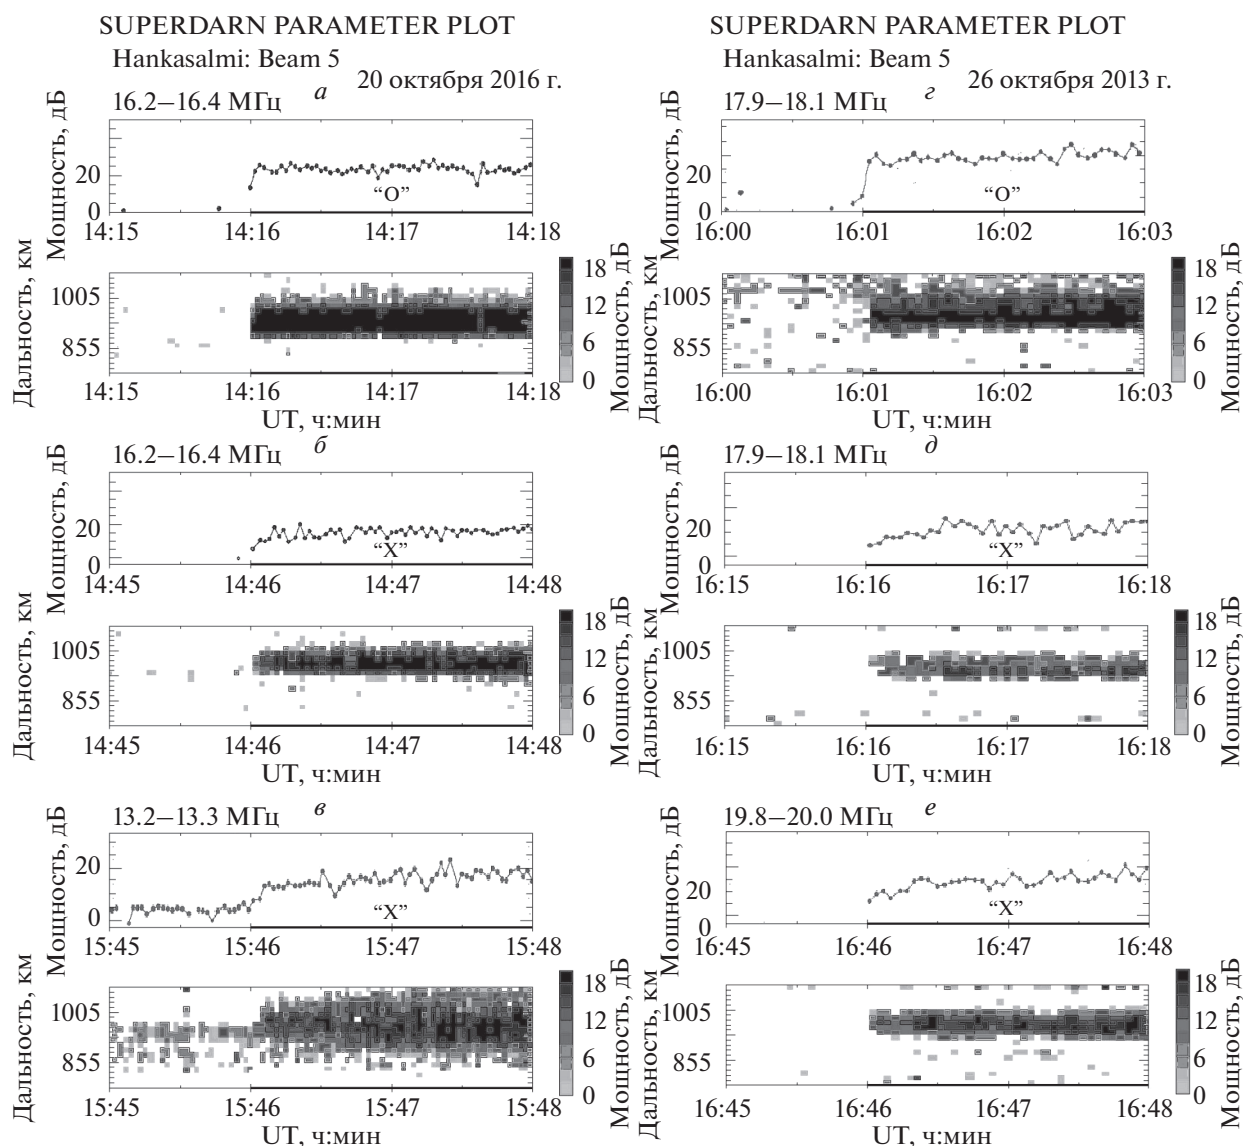 SUPERDARN PARAMETER PLOT
Hankasalmi: Beam 5
20 октября 2016 г.
16.2–16.4 МГц
а
Мощность, дБ
20
0
“O”
14:15 14:16 14:17 14:18
Дальность, км
1005
855
18
12
6
0
Мощность, дБ
14:15 14:16 14:17 14:18
UT, ч:мин
16.2–16.4 МГц
б
Мощность, дБ
20
0
“X”
14:45 14:46 14:47 14:48
Дальность, км
1005
855
18
12
6
0
Мощность, дБ
14:45 14:46 14:47 14:48
UT, ч:мин
13.2–13.3 МГц
в
Мощность, дБ
20
0
“X”
15:45 15:46 15:47 15:48
Дальность, км
1005
855
18
12
6
0
Мощность, дБ
15:45 15:46 15:47 15:48
UT, ч:мин
SUPERDARN PARAMETER PLOT
Hankasalmi: Beam 5
26 октября 2013 г.
17.9–18.1 МГц
г
Мощность, дБ
20
0
“O”
16:00 16:01 16:02 16:03
Дальность, км
1005
855
18
12
6
0
Мощность, дБ
16:00 16:01 16:02 16:03
UT, ч:мин
17.9–18.1 МГц
д
Мощность, дБ
20
0
“X”
16:15 16:16 16:17 16:18
Дальность, км
1005
855
18
12
6
0
Мощность, дБ
16:15 16:16 16:17 16:18
UT, ч:мин
19.8–20.0 МГц
е
Мощность, дБ
20
0
“X”
16:45 16:46 16:47 16:48
Дальность, км
1005
855
18
12
6
0
Мощность, дБ
16:45 16:46 16:47 16:48
UT, ч:мин